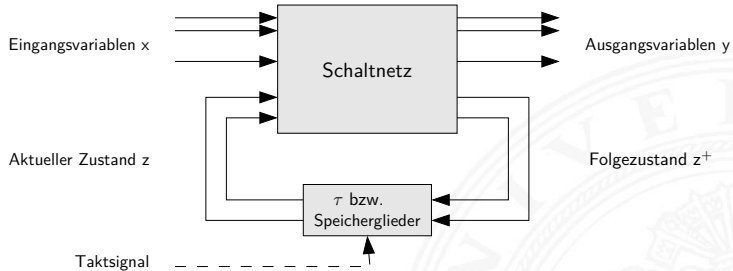 Eingangsvariablen x
Schaltnetz
Ausgangsvariablen y
Aktueller Zustand z
Folgezustand z⁺
τ bzw.
Speicherglieder
Taktsignal